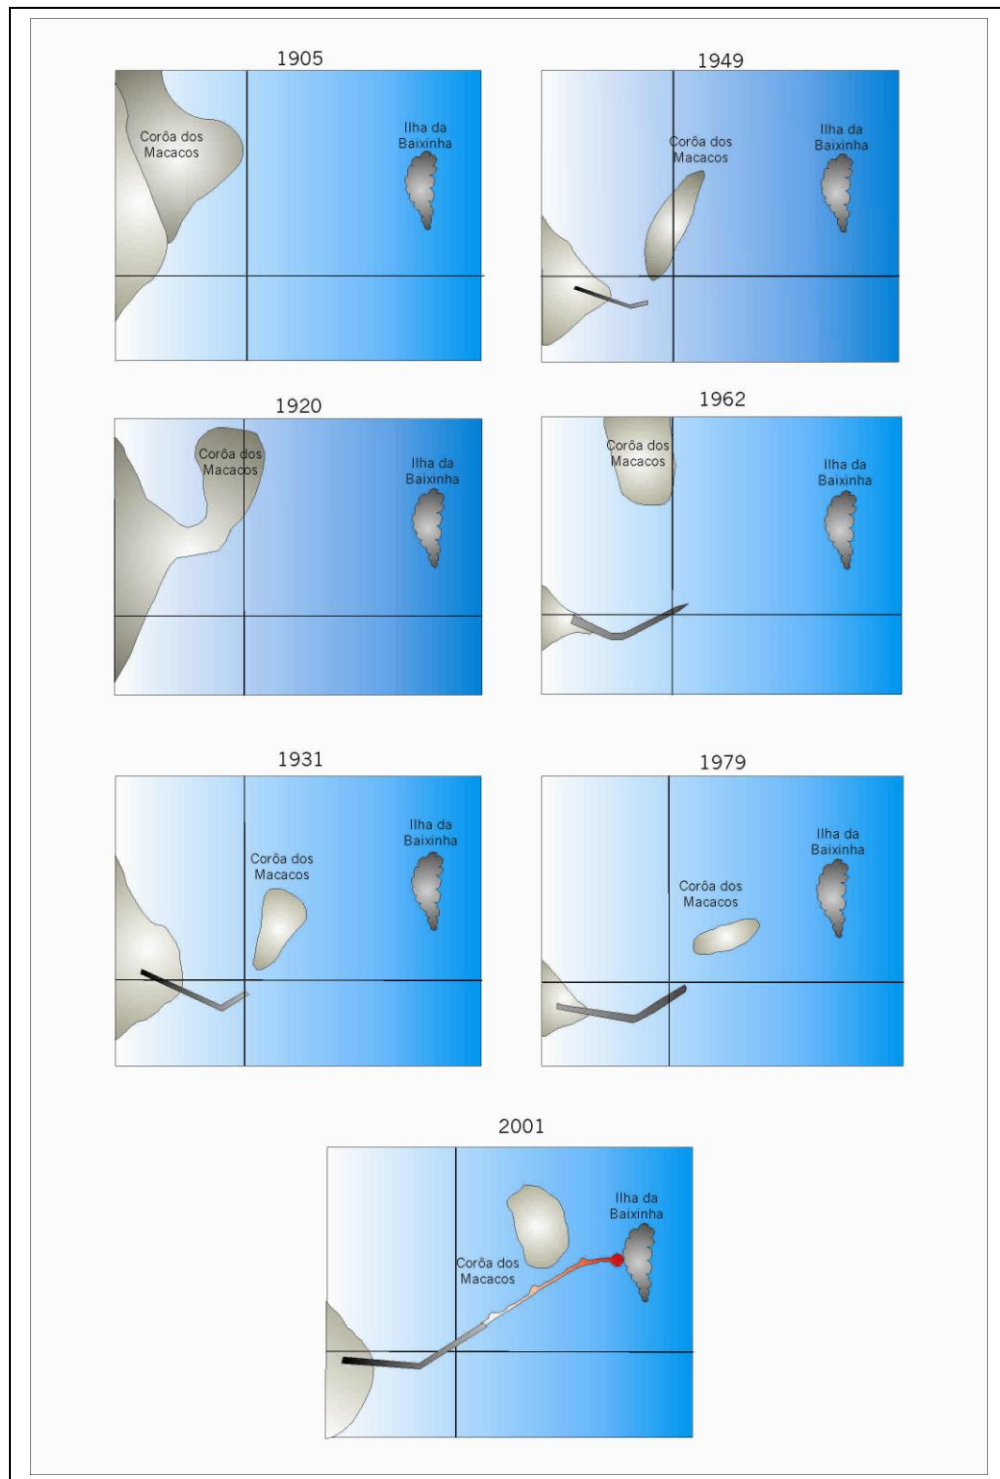 1905
Corôa dos
Macacos
Ilha da
Baixinha
1949
Corôa dos
Macacos
Ilha da
Baixinha
1920
Corôa dos
Macacos
Ilha da
Baixinha
1962
Corôa dos
Macacos
Ilha da
Baixinha
1931
Corôa dos
Macacos
Ilha da
Baixinha
1979
Corôa dos
Macacos
Ilha da
Baixinha
2001
Corôa dos
Macacos
Ilha da
Baixinha